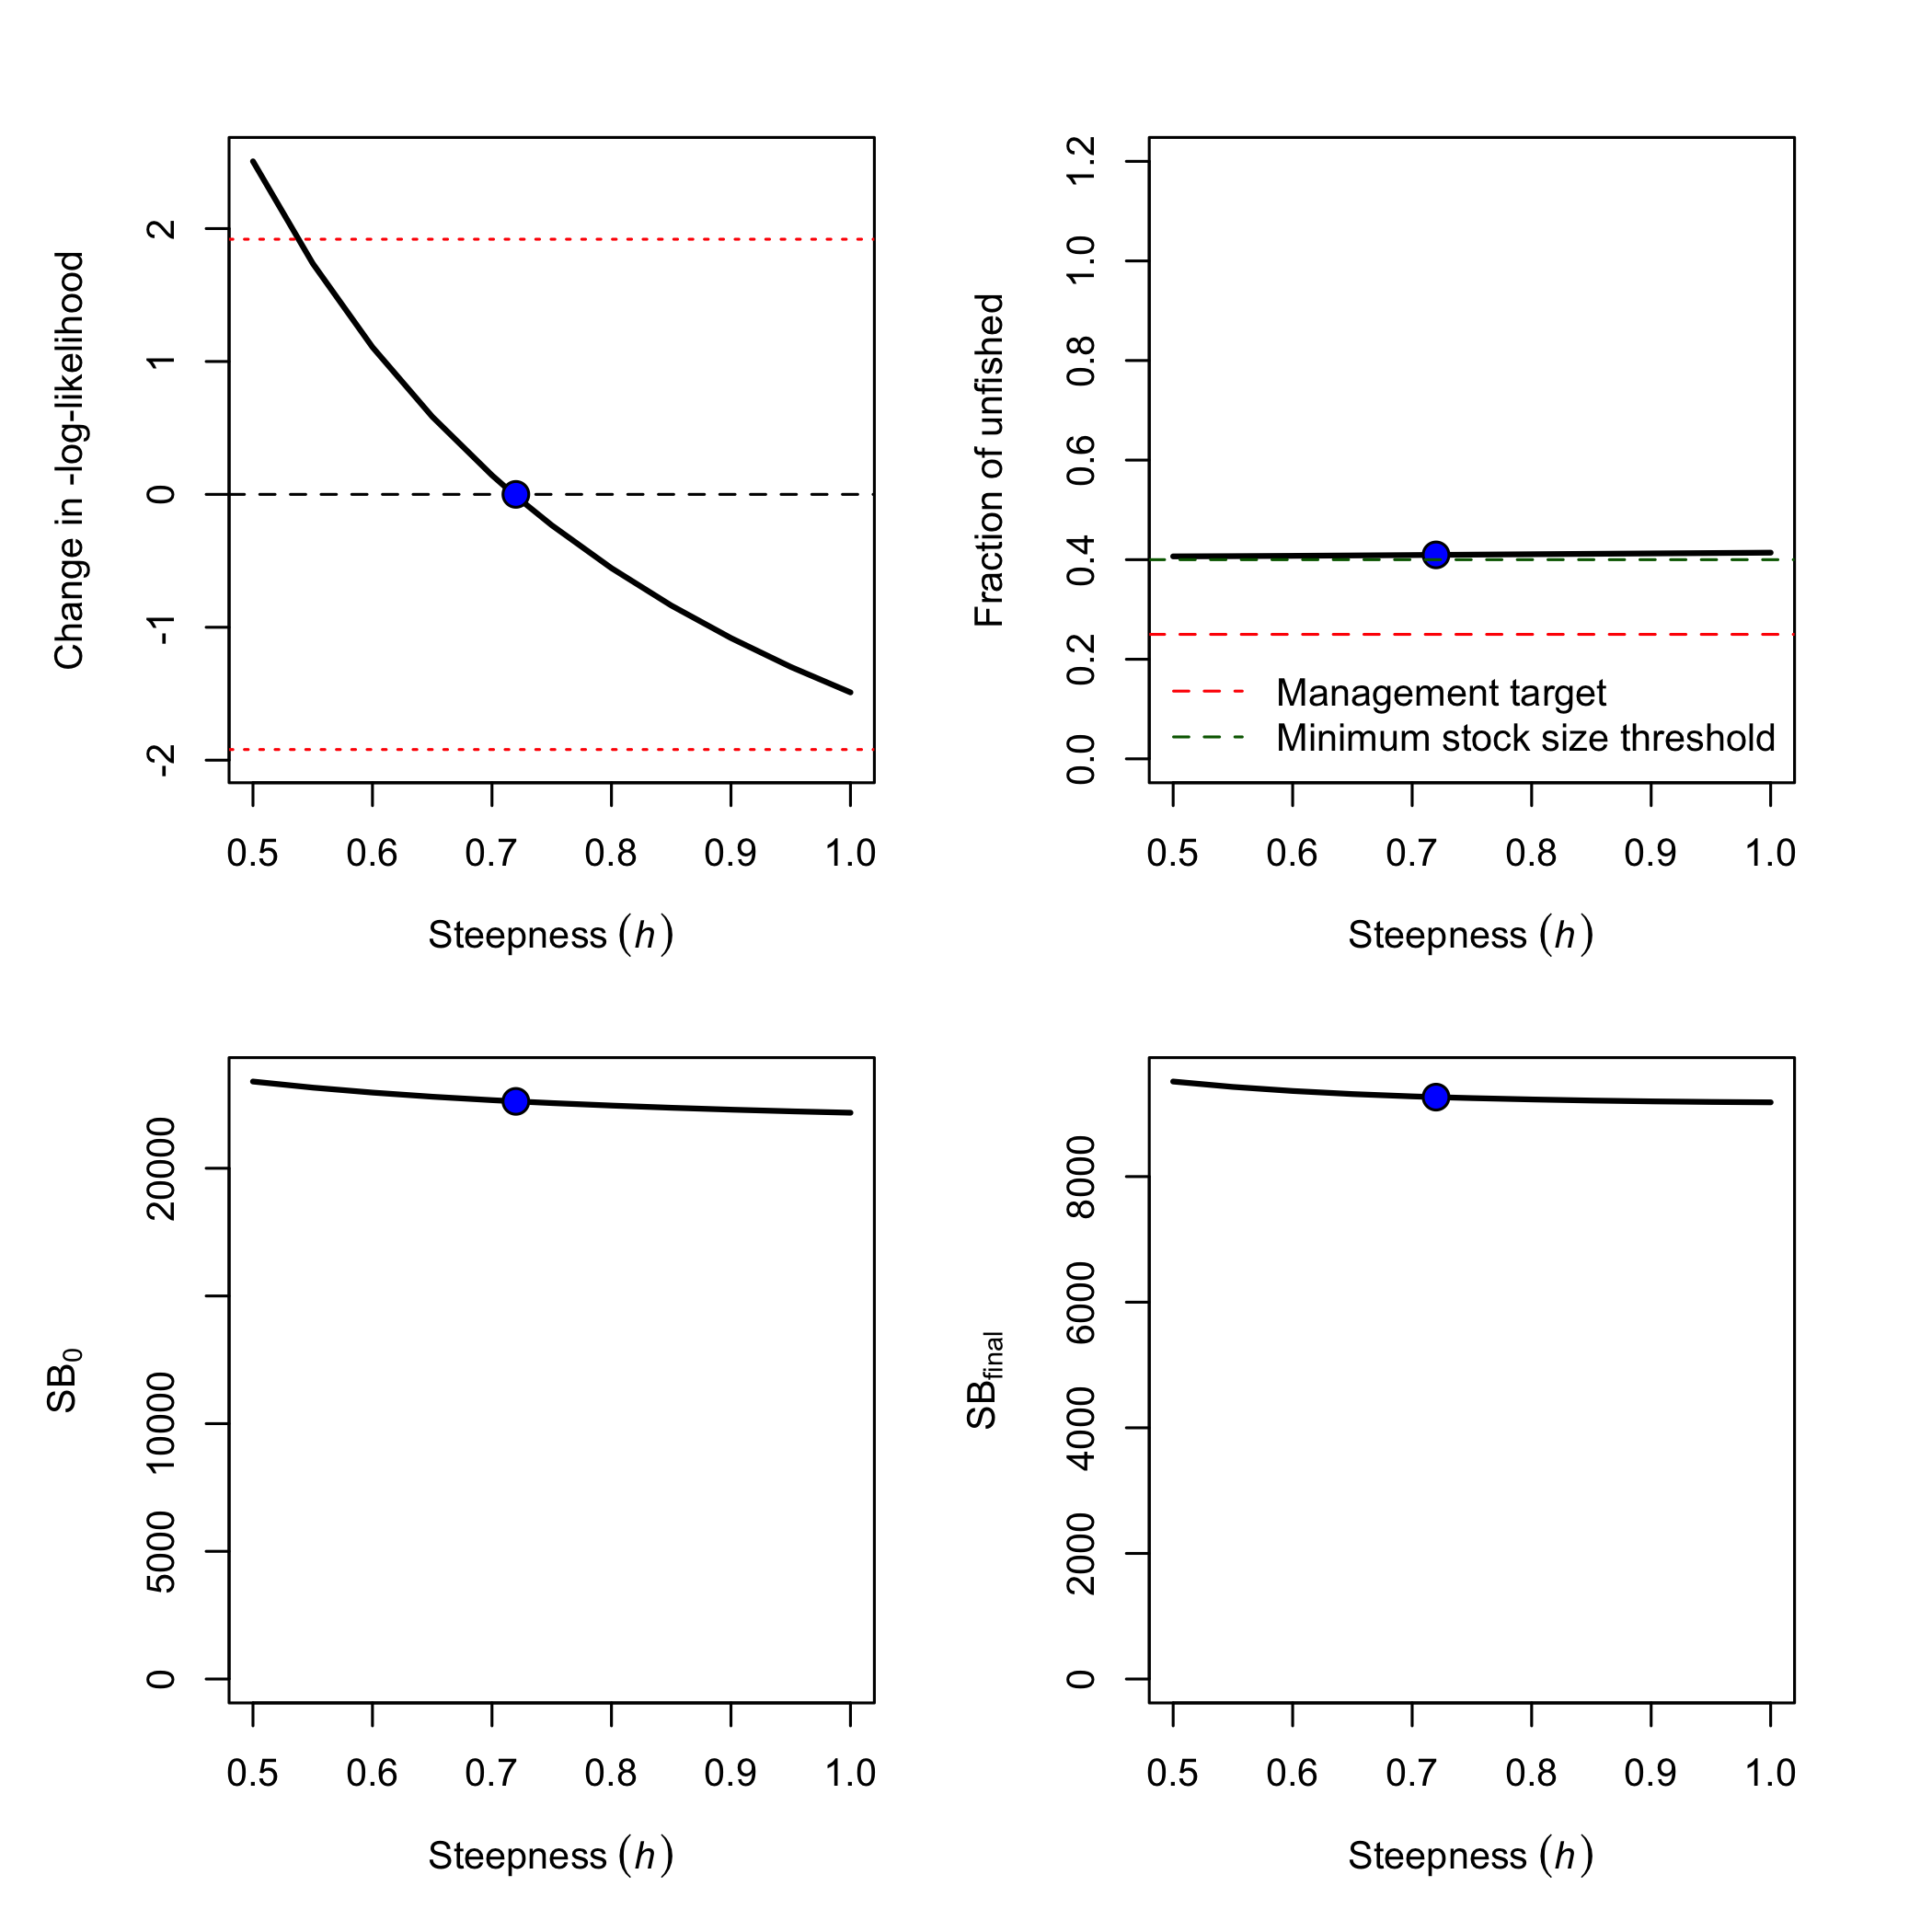 Change in -log-likelihood
2
1
0
-1
-2
0.5 0.6 0.7 0.8 0.9 1.0
Steepness (h)
Fraction of unfished
1.2
1.0
0.8
0.6
0.4
0.2
0.0
Management target
Minimum stock size threshold
0.5 0.6 0.7 0.8 0.9 1.0
Steepness (h)
SB0
20000
10000
5000
0
0.5 0.6 0.7 0.8 0.9 1.0
Steepness (h)
SBfinal
8000
6000
4000
2000
0
0.5 0.6 0.7 0.8 0.9 1.0
Steepness (h)